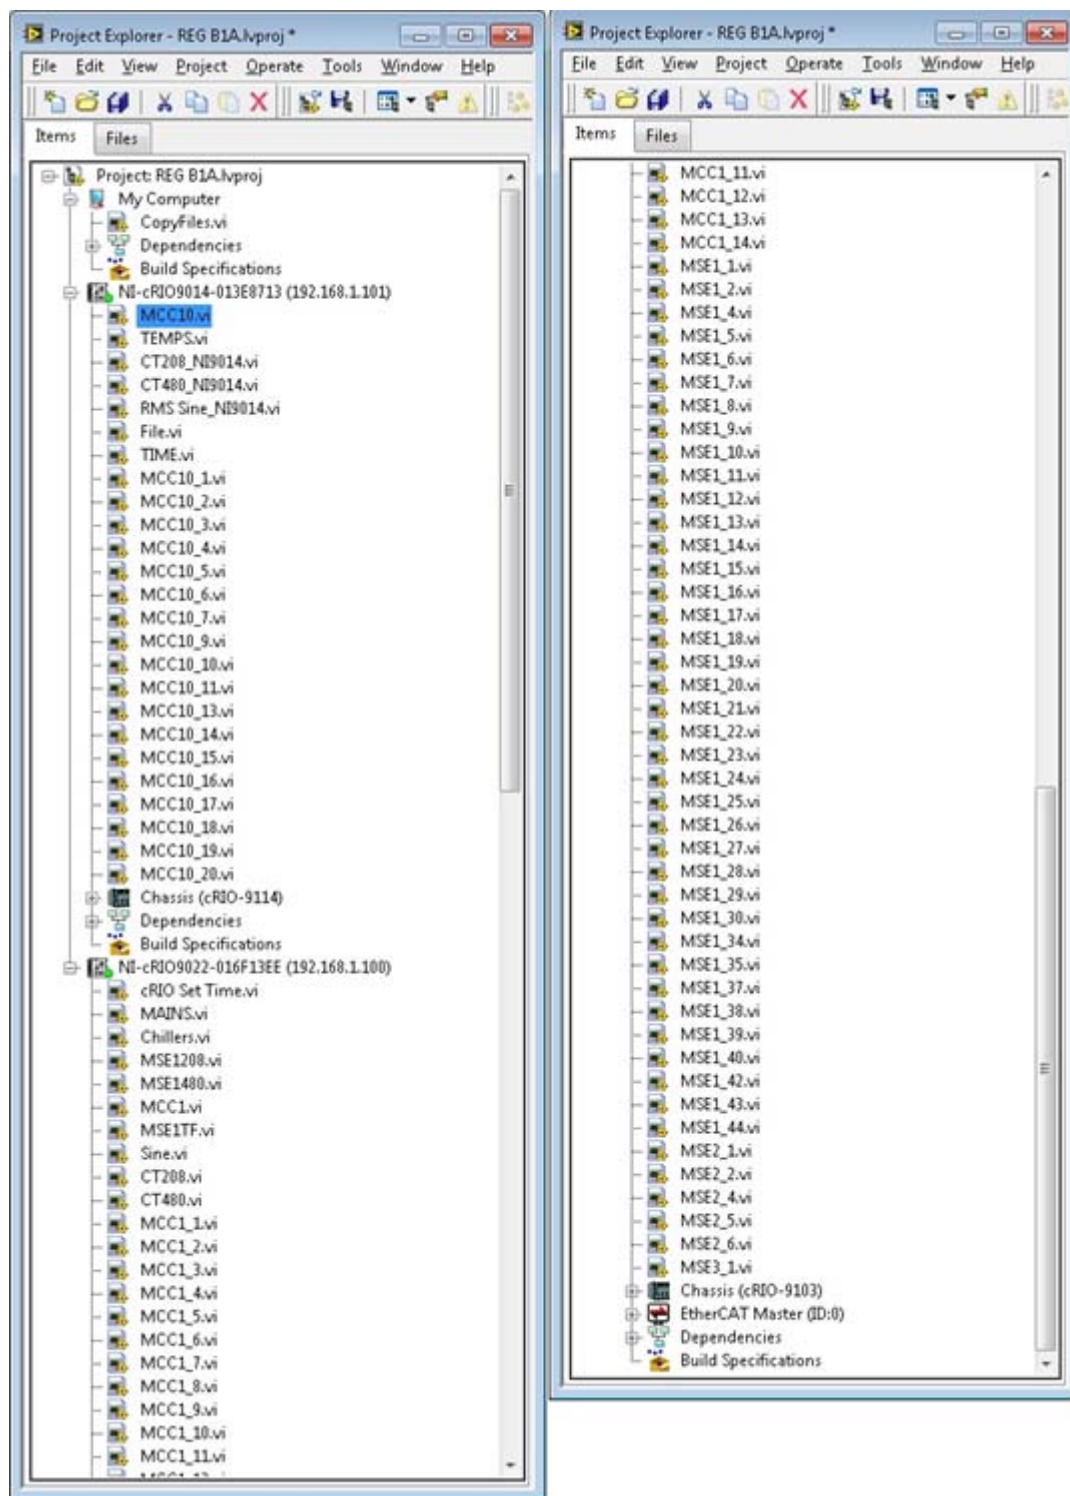 Project Explorer - REG B1A.lvproj *
File Edit View Project Operate Tools Window Help
Items Files
Project: REG B1A.lvproj
My Computer
CopyFiles.vi
Dependencies
Build Specifications
NI-cRIO9014-013E8713 (192.168.1.101)
MCC10.vi
TEMPS.vi
CT208_NI9014.vi
CT480_NI9014.vi
RMS Sine_NI9014.vi
File.vi
TIME.vi
MCC10_1.vi
MCC10_2.vi
MCC10_3.vi
MCC10_4.vi
MCC10_5.vi
MCC10_6.vi
MCC10_7.vi
MCC10_9.vi
MCC10_10.vi
MCC10_11.vi
MCC10_13.vi
MCC10_14.vi
MCC10_15.vi
MCC10_16.vi
MCC10_17.vi
MCC10_18.vi
MCC10_19.vi
MCC10_20.vi
Chassis (cRIO-9114)
Dependencies
Build Specifications
NI-cRIO9022-016F13EE (192.168.1.100)
cRIO Set Time.vi
MAINS.vi
Chillers.vi
MSE1208.vi
MSE1480.vi
MCC1.vi
MSE1TF.vi
Sine.vi
CT208.vi
CT480.vi
MCC1_1.vi
MCC1_2.vi
MCC1_3.vi
MCC1_4.vi
MCC1_5.vi
MCC1_6.vi
MCC1_7.vi
MCC1_8.vi
MCC1_9.vi
MCC1_10.vi
MCC1_11.vi
Project Explorer - REG B1A.lvproj *
File Edit View Project Operate Tools Window Help
Items Files
MCC1_11.vi
MCC1_12.vi
MCC1_13.vi
MCC1_14.vi
MSE1_1.vi
MSE1_2.vi
MSE1_4.vi
MSE1_5.vi
MSE1_6.vi
MSE1_7.vi
MSE1_8.vi
MSE1_9.vi
MSE1_10.vi
MSE1_11.vi
MSE1_12.vi
MSE1_13.vi
MSE1_14.vi
MSE1_15.vi
MSE1_16.vi
MSE1_17.vi
MSE1_18.vi
MSE1_19.vi
MSE1_20.vi
MSE1_21.vi
MSE1_22.vi
MSE1_23.vi
MSE1_24.vi
MSE1_25.vi
MSE1_26.vi
MSE1_27.vi
MSE1_28.vi
MSE1_29.vi
MSE1_30.vi
MSE1_34.vi
MSE1_35.vi
MSE1_37.vi
MSE1_38.vi
MSE1_39.vi
MSE1_40.vi
MSE1_42.vi
MSE1_43.vi
MSE1_44.vi
MSE2_1.vi
MSE2_2.vi
MSE2_4.vi
MSE2_5.vi
MSE2_6.vi
MSE3_1.vi
Chassis (cRIO-9103)
EtherCAT Master (ID:0)
Dependencies
Build Specifications